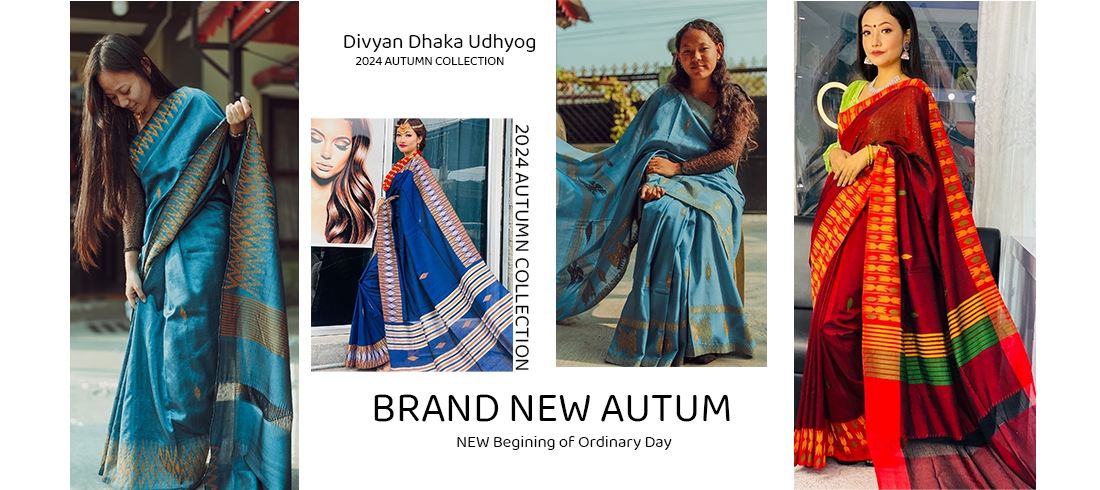 Divyan Dhaka Udhyog
2024 AUTUMN COLLECTION
2024 AUTUMN COLLECTION
BRAND NEW AUTUM
NEW Begining of Ordinary Day